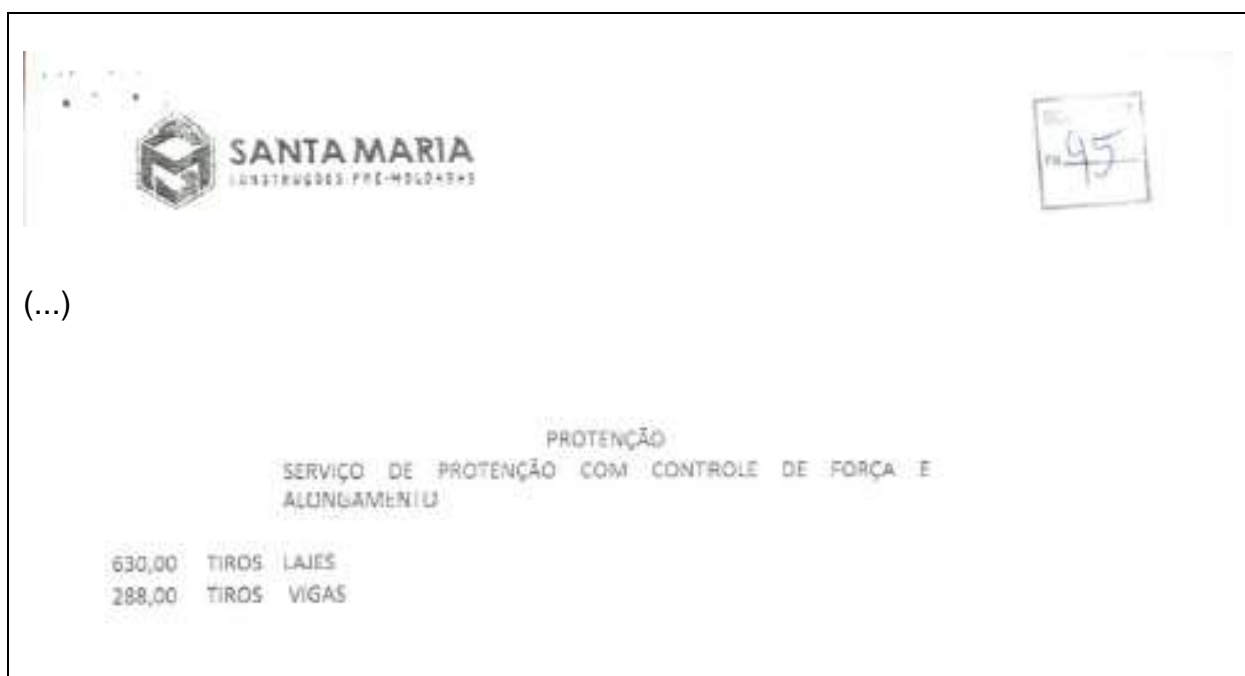 SANTA MARIA
CONSTRUÇÕES PRÉ-MOLDADAS
95
(...)
PROTENÇÃO
SERVIÇO DE PROTENÇÃO COM CONTROLE DE FORÇA E
ALONGAMENTO
630,00 TIROS LAJES
288,00 TIROS VIGAS